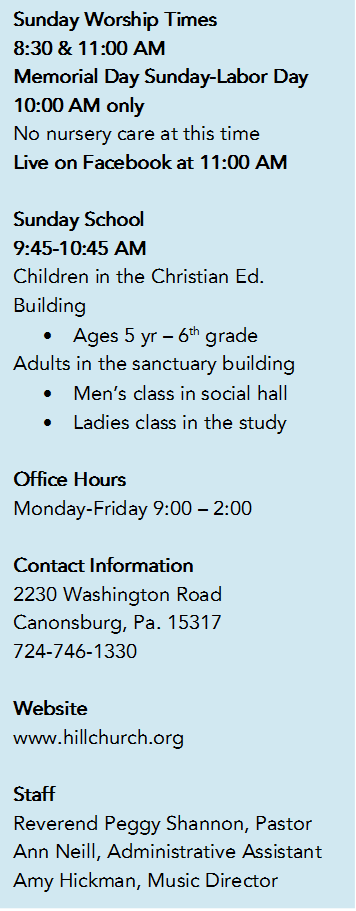 Sunday Worship Times
8:30 & 11:00 AM
Memorial Day Sunday-Labor Day
10:00 AM only
No nursery care at this time
Live on Facebook at 11:00 AM
Sunday School
9:45-10:45 AM
Children in the Christian Ed.
Building
• Ages 5 yr – 6th grade
Adults in the sanctuary building
• Men’s class in social hall
• Ladies class in the study
Office Hours
Monday-Friday 9:00 – 2:00
Contact Information
2230 Washington Road
Canonsburg, Pa. 15317
724-746-1330
Website
www.hillchurch.org
Staff
Reverend Peggy Shannon, Pastor
Ann Neill, Administrative Assistant
Amy Hickman, Music Director